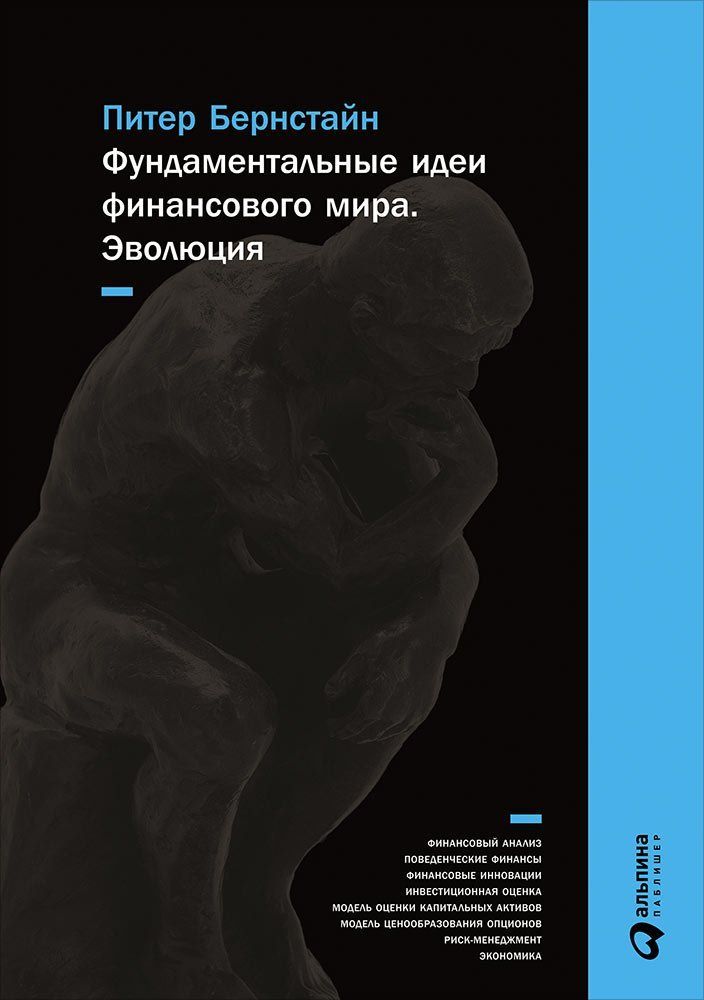 Питер Бернстайн
Фундаментальные идеи
финансового мира.
Эволюция
ФИНАНСОВЫЙ АНАЛИЗ
ПОВЕДЕНЧЕСКИЕ ФИНАНСЫ
ФИНАНСОВЫЕ ИННОВАЦИИ
ИНВЕСТИЦИОННАЯ ОЦЕНКА
МОДЕЛЬ ОЦЕНКИ КАПИТАЛЬНЫХ АКТИВОВ
МОДЕЛЬ ЦЕНООБРАЗОВАНИЯ ОПЦИОНОВ
РИСК-МЕНЕДЖМЕНТ
ЭКОНОМИКА
альпина
ПАБЛИШЕР